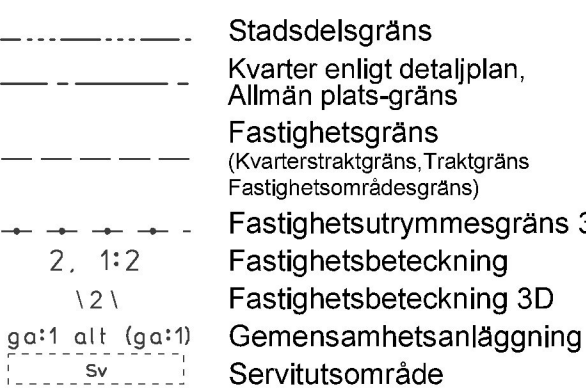 Stadsdelsgräns
Kvarter enligt detaljplan,
Allmän plats-gräns
Fastighetsgräns
(Kvarterstraktgräns,Traktgräns
Fastighetsområdesgräns)
Fastighetsutrymmesgräns 3
2, 1:2 Fastighetsbeteckning
\2\ Fastighetsbeteckning 3D
ga:1 alt (ga:1) Gemensamhetsanläggning
Sv Servitutsområde